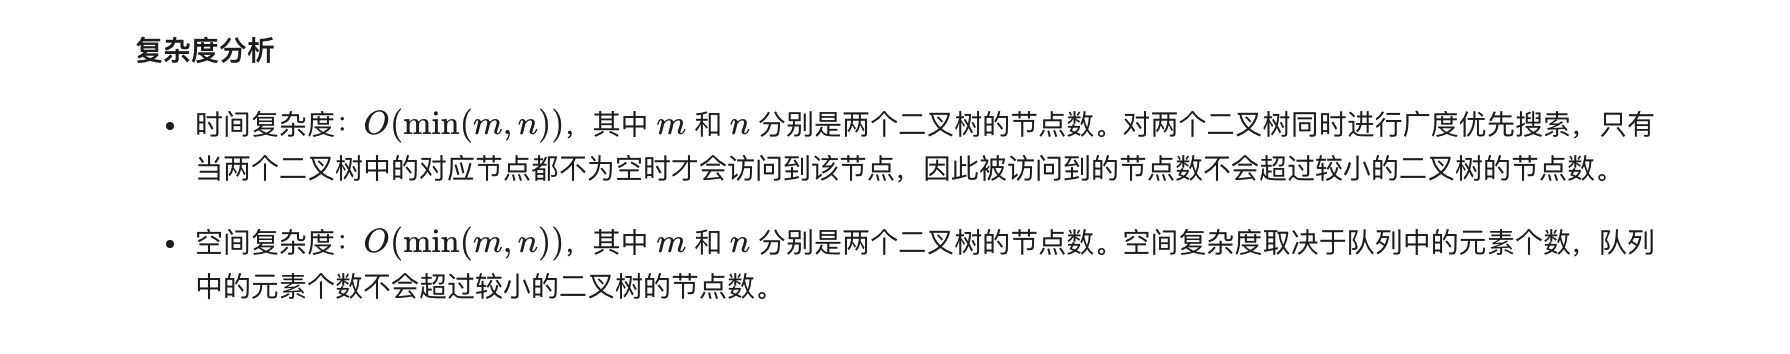 复杂度分析
• 时间复杂度：O(min(m, n))，其中 m 和 n 分别是两个二叉树的节点数。对两个二叉树同时进行广度优先搜索，只有
当两个二叉树中的对应节点都不为空时才会访问到该节点，因此被访问到的节点数不会超过较小的二叉树的节点数。
• 空间复杂度：O(min(m, n))，其中 m 和 n 分别是两个二叉树的节点数。空间复杂度取决于队列中的元素个数，队列
中的元素个数不会超过较小的二叉树的节点数。